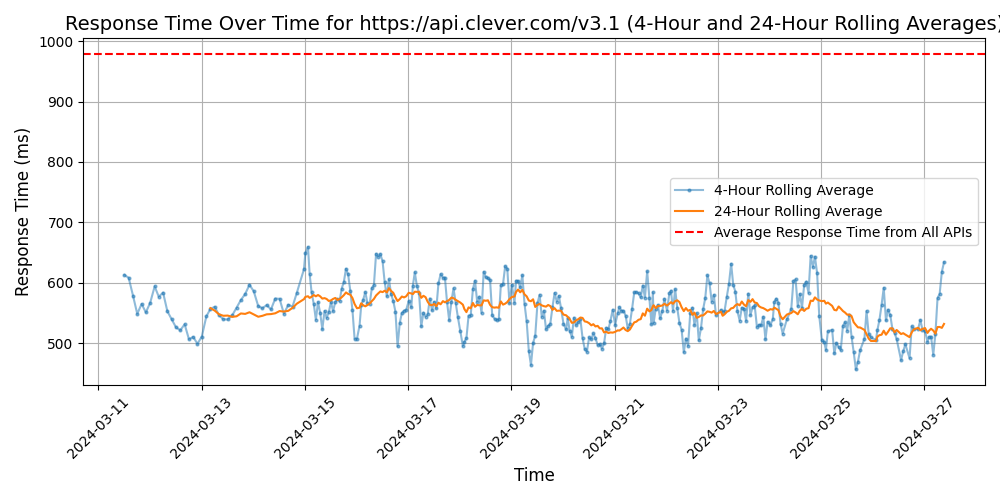 Response Time Over Time for https://api.clever.com/v3.1 (4-Hour and 24-Hour Rolling Averages)
Response Time (ms)
1000
900
800
700
600
500
4-Hour Rolling Average
24-Hour Rolling Average
Average Response Time from All APIs
2024-03-11
2024-03-13
2024-03-15
2024-03-17
2024-03-19
2024-03-21
2024-03-23
2024-03-25
2024-03-27
Time